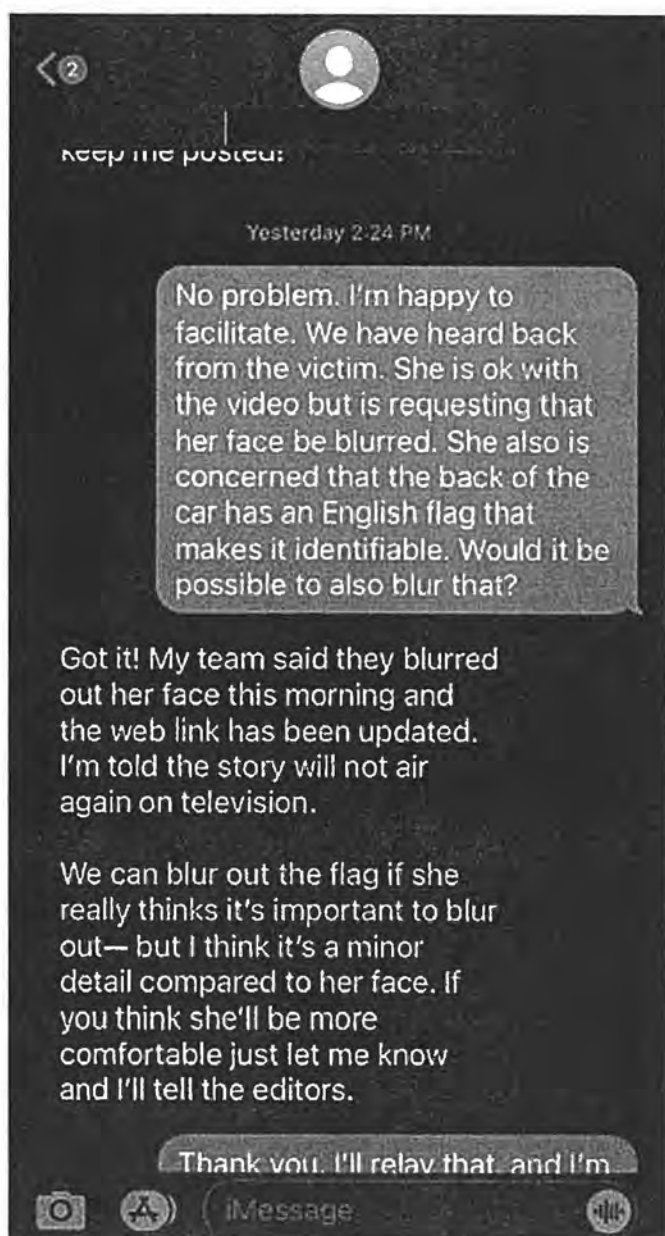 2
Keep me posted!
Yesterday 2:24 PM
No problem. I'm happy to
facilitate. We have heard back
from the victim. She is ok with
the video but is requesting that
her face be blurred. She also is
concerned that the back of the
car has an English flag that
makes it identifiable. Would it be
possible to also blur that?
Got it! My team said they blurred
out her face this morning and
the web link has been updated.
I'm told the story will not air
again on television.
We can blur out the flag if she
really thinks it's important to blur
out— but I think it's a minor
detail compared to her face. If
you think she'll be more
comfortable just let me know
and I'll tell the editors.
Thank you. I'll relay that, and I'm
iMessage